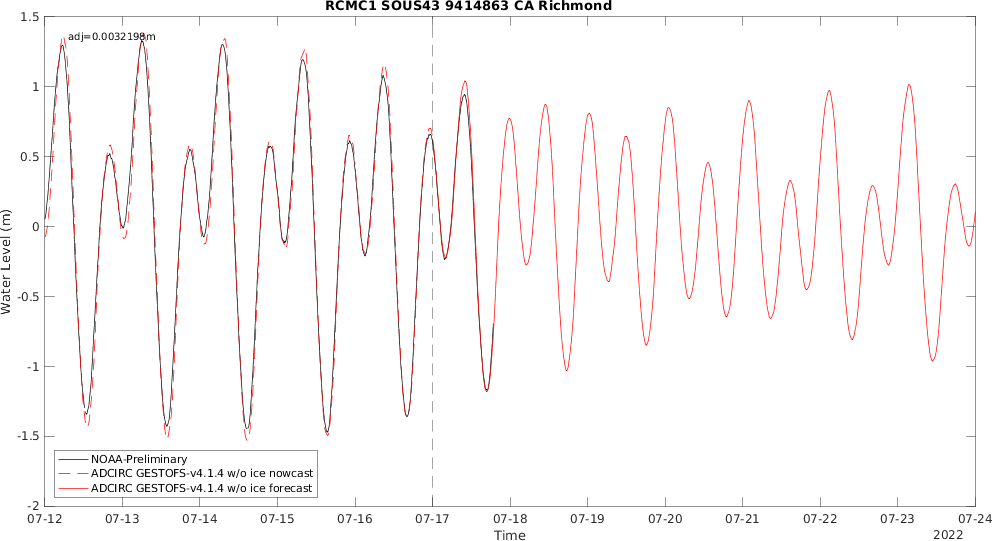 RCMC1 SOUS43 9414863 CA Richmond
adj=0.0032198m
1.5
1
0.5
0
-0.5
-1
-1.5
-2
Water Level (m)
NOAA-Preliminary
ADCIRC GESTOFS-v4.1.4 w/o ice nowcast
ADCIRC GESTOFS-v4.1.4 w/o ice forecast
07-12 07-13 07-14 07-15 07-16 07-17 07-18 07-19 07-20 07-21 07-22 07-23 07-24
Time
2022